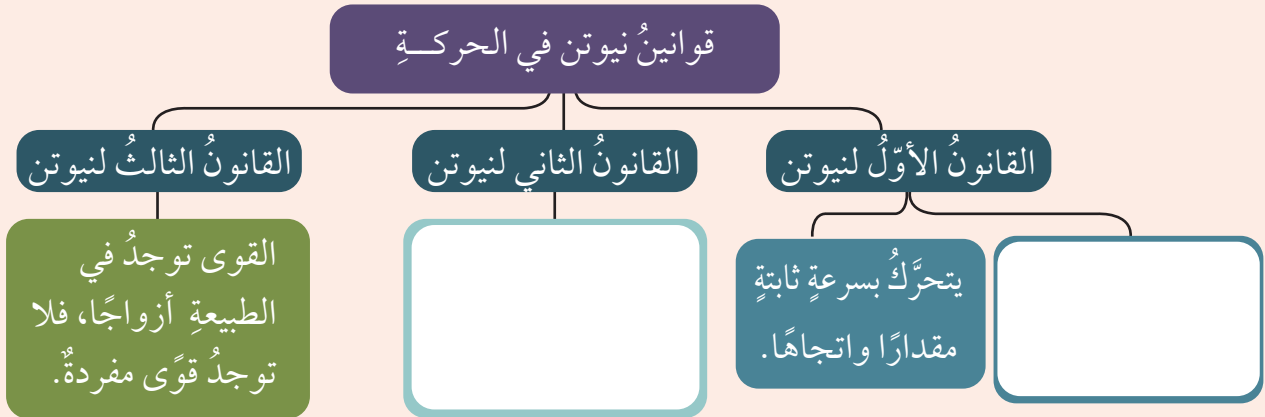 قوانينُ نيوتن في الحركــةِ
القانونُ الأوّلُ لنيوتن
القانونُ الثاني لنيوتن
القانونُ الثالثُ لنيوتن
يتحرَّكُ بسرعةٍ ثابتةٍ
مقدارًا واتجاهًا.
القوى توجدُ في
الطبيعةِ أزواجًا، فلا
توجدُ قوًى مفردةٌ.